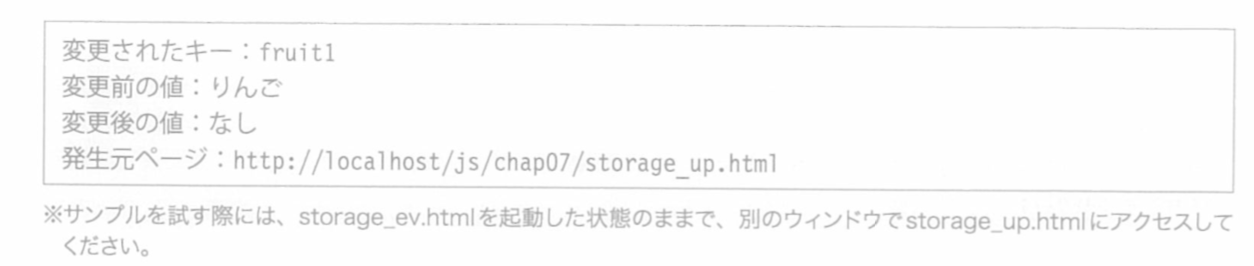 変更されたキー：fruit1
変更前の値：りんご
変更後の値：なし
発生元ページ：http://localhost/js/chap07/storage_up.html
※サンプルを試す際には、storage_ev.htmlを起動した状態のままで、別のウィンドウでstorage_up.htmlにアクセスして
ください。